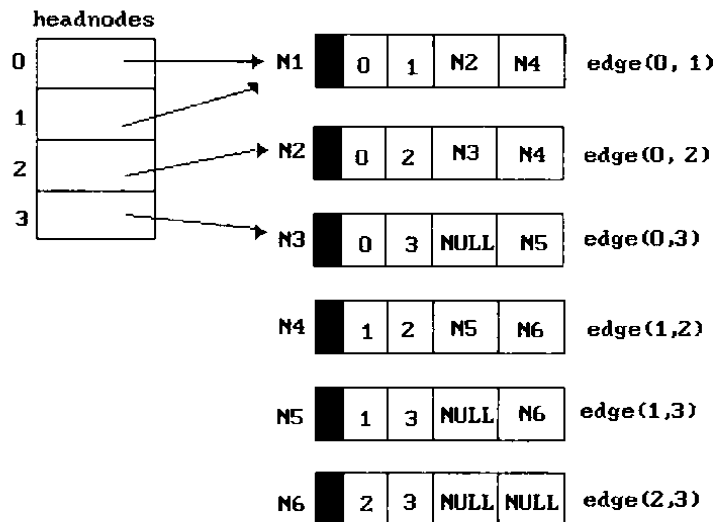 headnodes
0 N1 0 1 N2 N4 edge(0, 1)
1
2 N2 0 2 N3 N4 edge(0, 2)
3 N3 0 3 NULL N5 edge(0,3)
N4 1 2 N5 N6 edge(1,2)
N5 1 3 NULL N6 edge(1,3)
N6 2 3 NULL NULL edge(2,3)